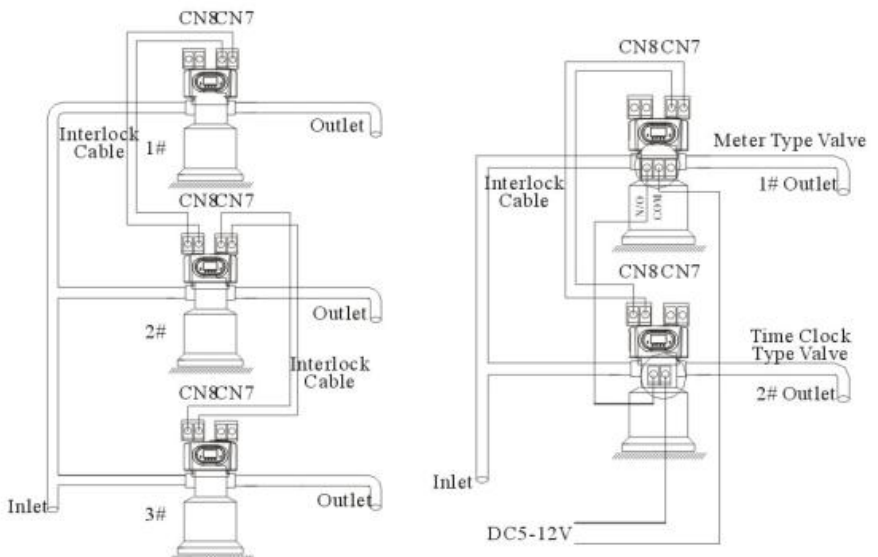 CN8CN7
Interlock
Cable
1#
Outlet
CN8CN7
2#
Outlet
Interlock
Cable
CN8CN7
Inlet
3#
Outlet
CN8CN7
Meter Type Valve
Interlock
Cable
N/O
COM
1# Outlet
CN8CN7
Time Clock
Type Valve
2# Outlet
Inlet
DC5-12V